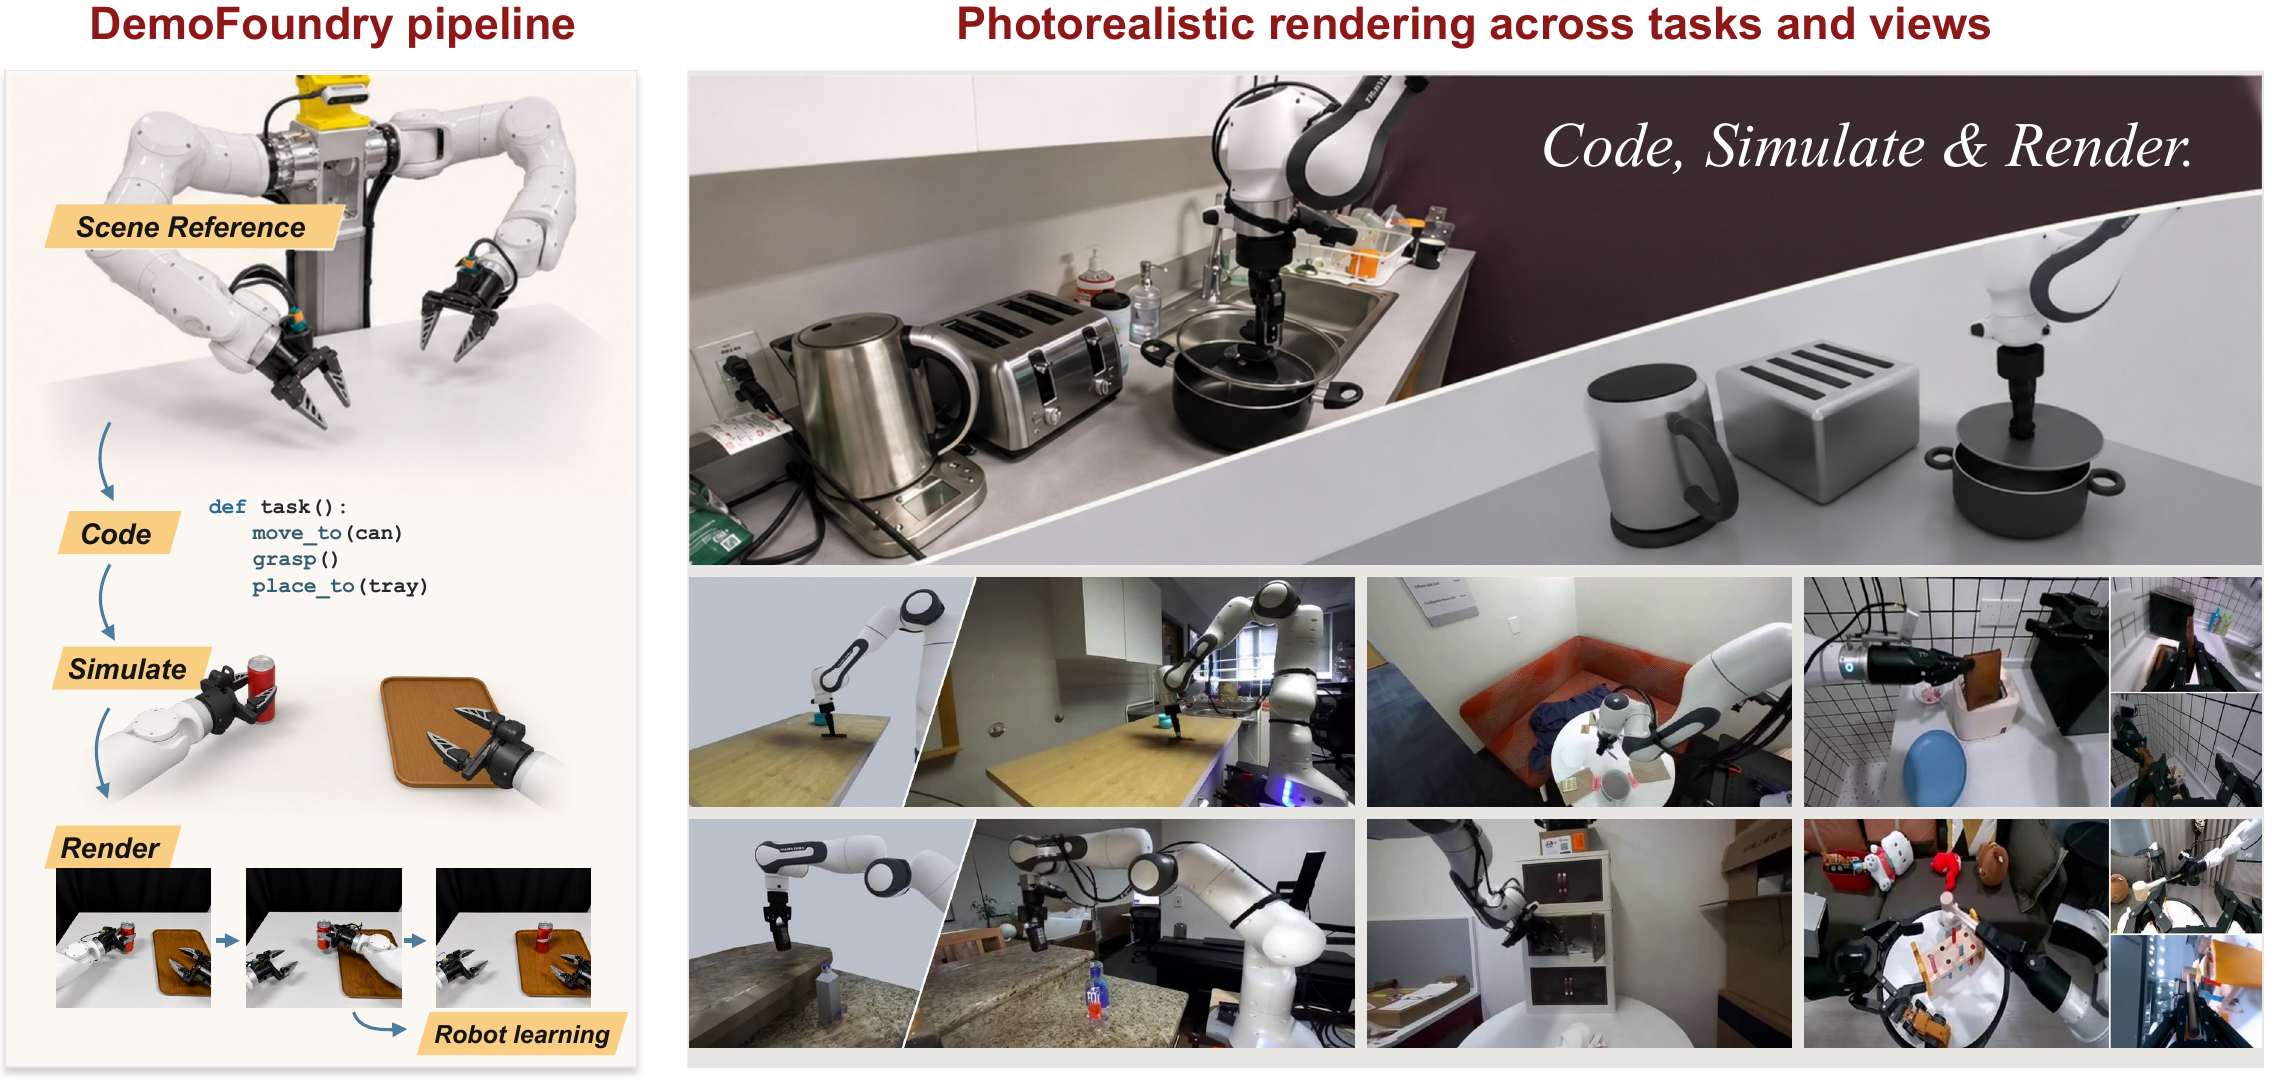 DemoFoundry pipeline
Scene Reference
Code
def task():
move_to(can)
grasp()
place_to(tray)
Simulate
Render
Robot learning
Photorealistic rendering across tasks and views
Code, Simulate & Render.